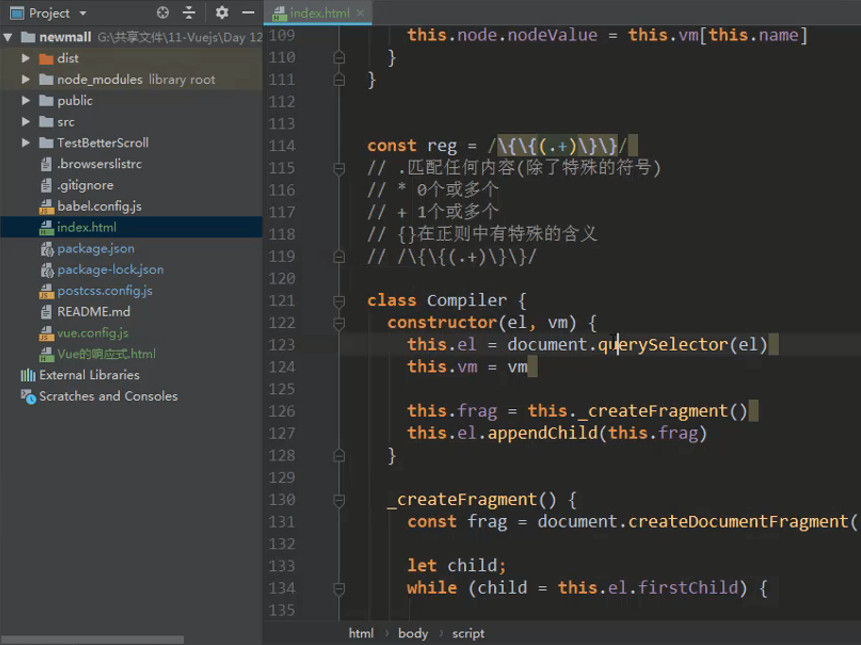 Project
index.html
newmall G:\共享文件\11-Vuejs\Day 12
dist
node_modules library root
public
src
TestBetterScroll
.browserslistrc
.gitignore
babel.config.js
index.html
package.json
package-lock.json
postcss.config.js
README.md
vue.config.js
Vue的响应式.html
External Libraries
Scratches and Consoles
109 this.node.nodeValue = this.vm[this.name]
110 }
111 }
112
113
114 const reg = /\{\{(.+)\}\}/
115 // .匹配任何内容(除了特殊的符号)
116 // * 0个或多个
117 // + 1个或多个
118 // {}在正则中有特殊的含义
119 // /\{\{(.+)\}\}/
120
121 class Compiler {
122 constructor(el, vm) {
123 this.el = document.querySelector(el)
124 this.vm = vm
125
126 this.frag = this._createFragment()
127 this.el.appendChild(this.frag)
128 }
129
130 _createFragment() {
131 const frag = document.createDocumentFragment(
132
133 let child;
134 while (child = this.el.firstChild) {
135
html › body › script